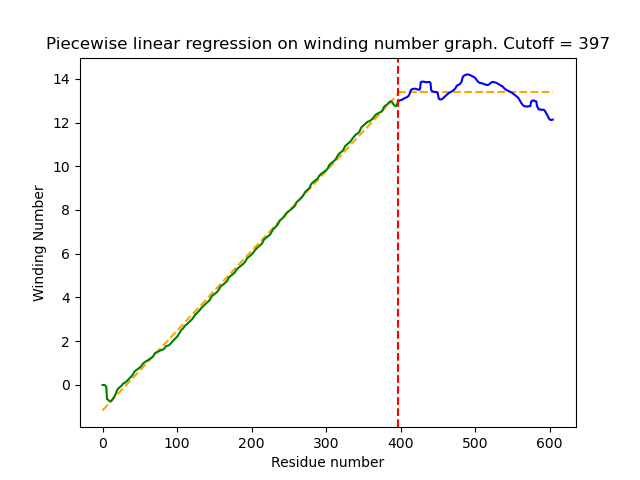 Piecewise linear regression on winding number graph. Cutoff = 397
Winding Number
14
12
10
8
6
4
2
0
0 100 200 300 400 500 600
Residue number